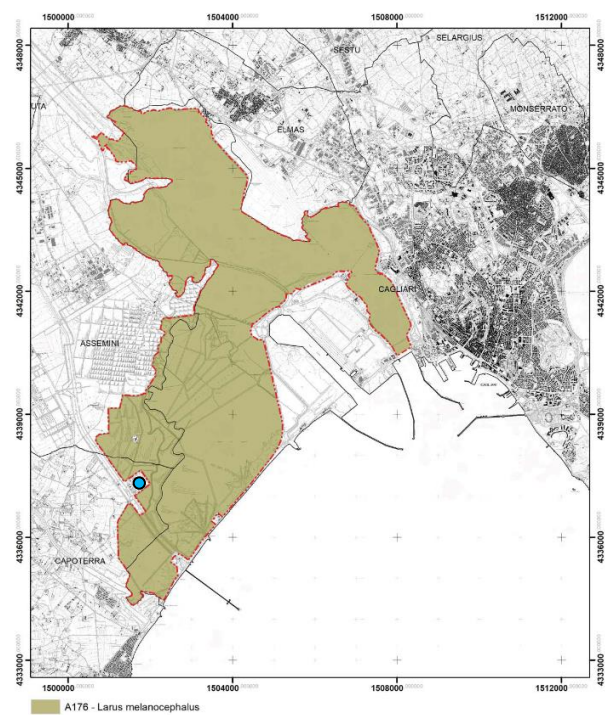 1500000 1504000 1508000 1512000
SELARGIUS
SESTU
4348000 4348000
MONSERRATO
UTA
ELMAS
4345000 4345000
4342000 4342000
CAGLIARI
ASSEMINI
4339000 4339000
4336000 4336000
CAPOTERRA
4333000 4333000
1500000 1504000 1508000 1512000
A176 - Larus melanocephalus